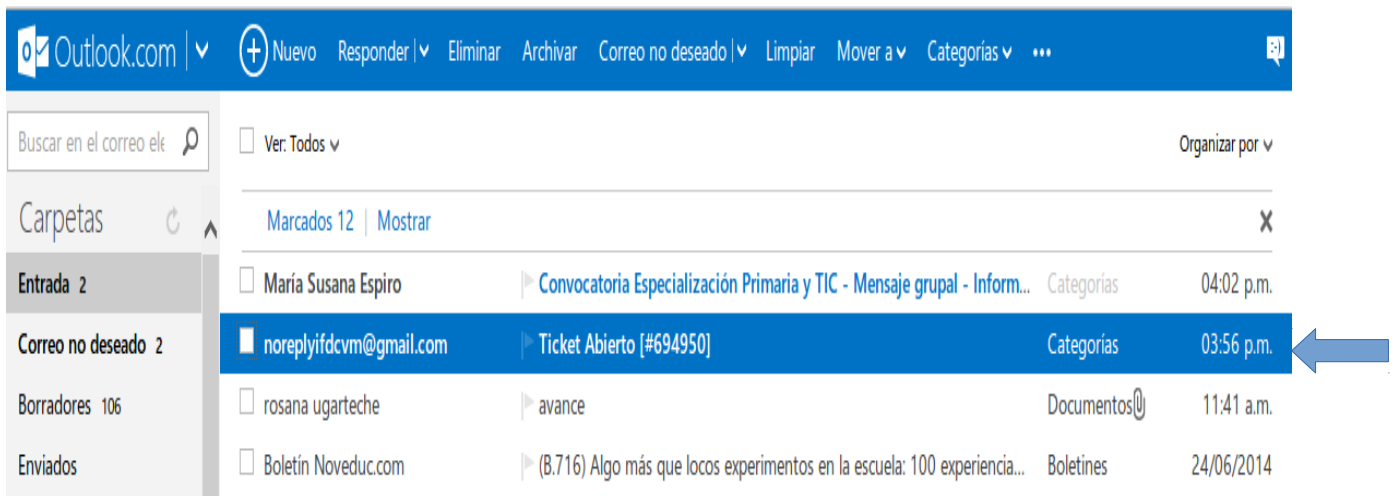 Outlook.com Nuevo Responder Eliminar Archivar Correo no deseado Limpiar Mover a Categorías •••
Buscar en el correo ele
Ver: Todos Organizar por
Carpetas
Marcados 12 | Mostrar
Entrada 2
María Susana Espiro Convocatoria Especialización Primaria y TIC - Mensaje grupal - Inform... Categorías 04:02 p.m.
Correo no deseado 2
noreplyifdcvm@gmail.com Ticket Abierto [#694950] Categorías 03:56 p.m.
Borradores 106
rosana ugarteche avance Documentos 11:41 a.m.
Enviados
Boletín Noveduc.com (B.716) Algo más que locos experimentos en la escuela: 100 experiencia... Boletines 24/06/2014